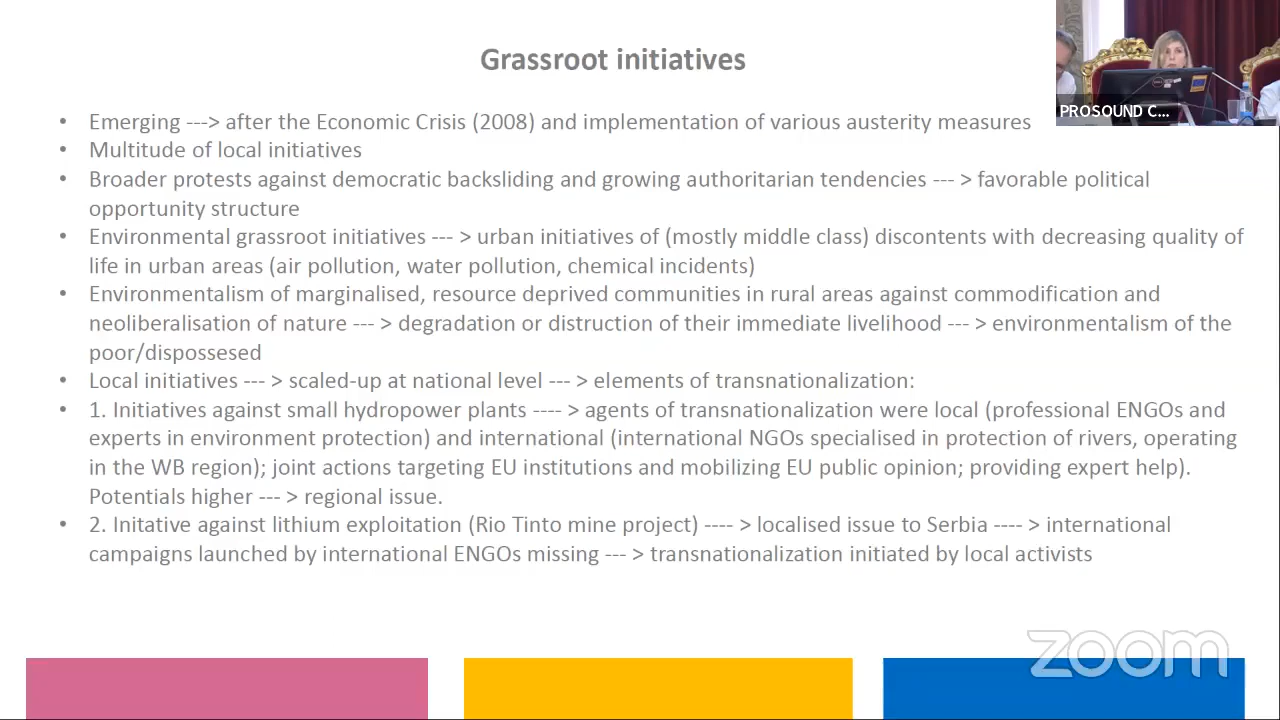 Grassroot initiatives
PROSOUND C...
• Emerging ---> after the Economic Crisis (2008) and implementation of various austerity measures
• Multitude of local initiatives
• Broader protests against democratic backsliding and growing authoritarian tendencies --- > favorable political
opportunity structure
• Environmental grassroot initiatives --- > urban initiatives of (mostly middle class) discontents with decreasing quality of
life in urban areas (air pollution, water pollution, chemical incidents)
• Environmentalism of marginalised, resource deprived communities in rural areas against commodification and
neoliberalisation of nature --- > degradation or distruction of their immediate livelihood --- > environmentalism of the
poor/dispossesed
• Local initiatives --- > scaled-up at national level --- > elements of transnationalization:
• 1. Initiatives against small hydropower plants ---- > agents of transnationalization were local (professional ENGOs and
experts in environment protection) and international (international NGOs specialised in protection of rivers, operating
in the WB region); joint actions targeting EU institutions and mobilizing EU public opinion; providing expert help).
Potentials higher --- > regional issue.
• 2. Initative against lithium exploitation (Rio Tinto mine project) ---- > localised issue to Serbia ---- > international
campaigns launched by international ENGOs missing --- > transnationalization initiated by local activists
zoom